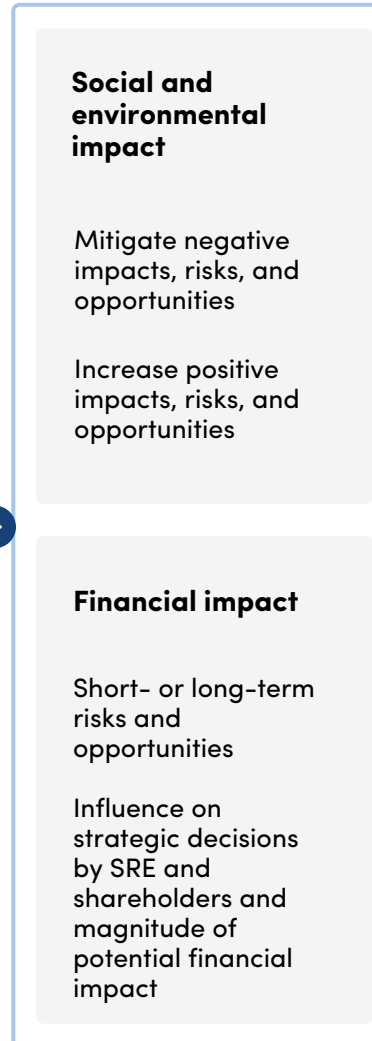 Social and
environmental
impact
Mitigate negative
impacts, risks, and
opportunities
Increase positive
impacts, risks, and
opportunities
Financial impact
Short- or long-term
risks and
opportunities
Influence on
strategic decisions
by SRE and
shareholders and
magnitude of
potential financial
impact